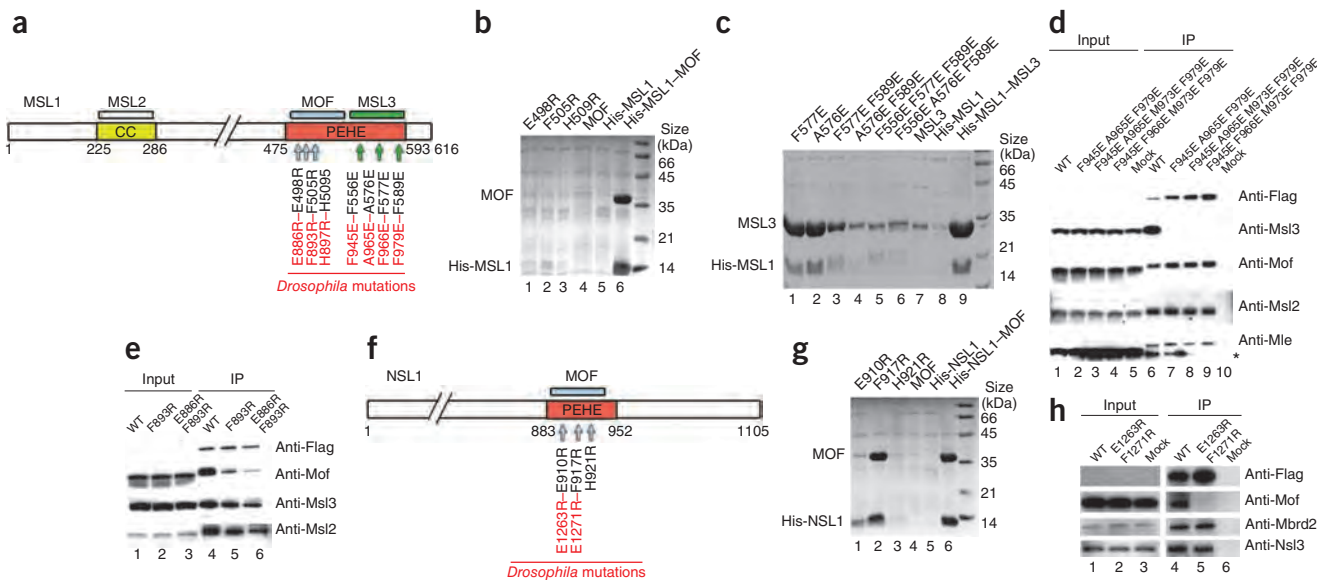 a
MSL1
MSL2
MOF
MSL3
CC
PEHE
1
225
286
475
593
616
E886R–E498R
F893R–F505R
H897R–H5095
F945E–F556E
A965E–A576E
F966E–F577E
F979E–F589E
Drosophila mutations
b
E498R
F505R
H509R
MOF
His-MSL1
His-MSL1–MOF
Size
(kDa)
66
45
35
21
14
MOF
His-MSL1
1 2 3 4 5 6
c
F577E
A576E
F577E F589E
A576E F589E
F556E F577E F589E
F556E A576E F589E
MSL3
His-MSL1
His-MSL1–MSL3
Size
(kDa)
66
45
35
21
14
MSL3
His-MSL1
1 2 3 4 5 6 7 8 9
d
Input
IP
WT
F945E A965E F979E
F945E A965E M973E F979E
F945E F966E M973E F979E
Mock
WT
F945E A965E F979E
F945E A965E M973E F979E
F945E F966E M973E F979E
Mock
Anti-Flag
Anti-Msl3
Anti-Mof
Anti-Msl2
Anti-Mle
*
1 2 3 4 5 6 7 8 9 10
e
Input
IP
WT
F893R
E886R
F893R
WT
F893R
E886R
F893R
Anti-Flag
Anti-Mof
Anti-Msl3
Anti-Msl2
1 2 3 4 5 6
f
NSL1
MOF
PEHE
1
883
952
1105
E1263R–E910R
E1271R–F917R
H921R
Drosophila mutations
g
E910R
F917R
H921R
MOF
His-NSL1
His-NSL1–MOF
Size
(kDa)
66
45
35
21
14
MOF
His-NSL1
1 2 3 4 5 6
h
Input
IP
WT
E1263R
F1271R
Mock
WT
E1263R
F1271R
Mock
Anti-Flag
Anti-Mof
Anti-Mbrd2
Anti-Nsl3
1 2 3 4 5 6